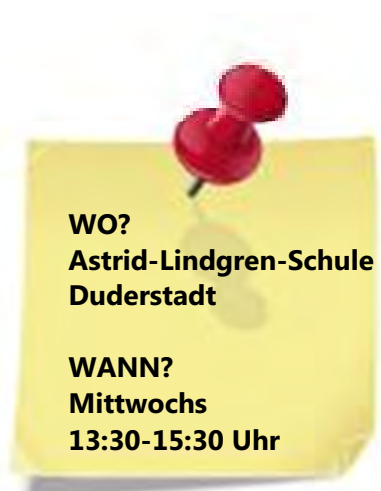 WO?
Astrid-Lindgren-Schule
Duderstadt
WANN?
Mittwochs
13:30-15:30 Uhr